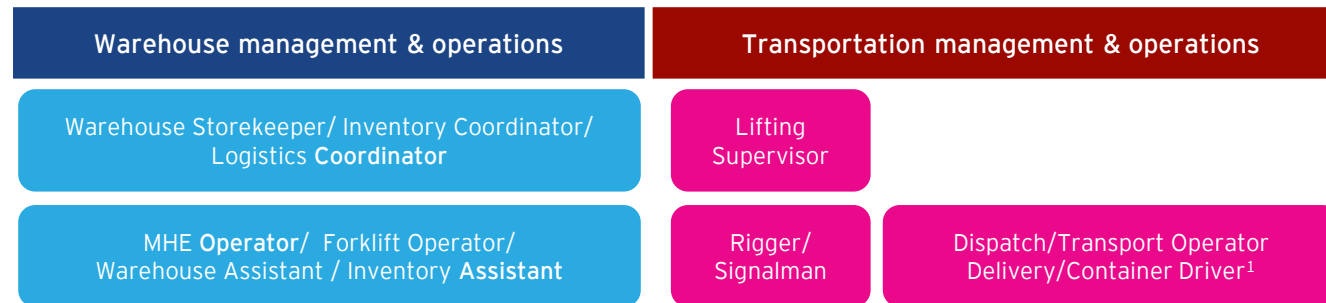 Warehouse management & operations
Transportation management & operations
Warehouse Storekeeper/ Inventory Coordinator/
Logistics Coordinator
Lifting
Supervisor
MHE Operator/ Forklift Operator/
Warehouse Assistant / Inventory Assistant
Rigger/
Signalman
Dispatch/Transport Operator
Delivery/Container Driver¹